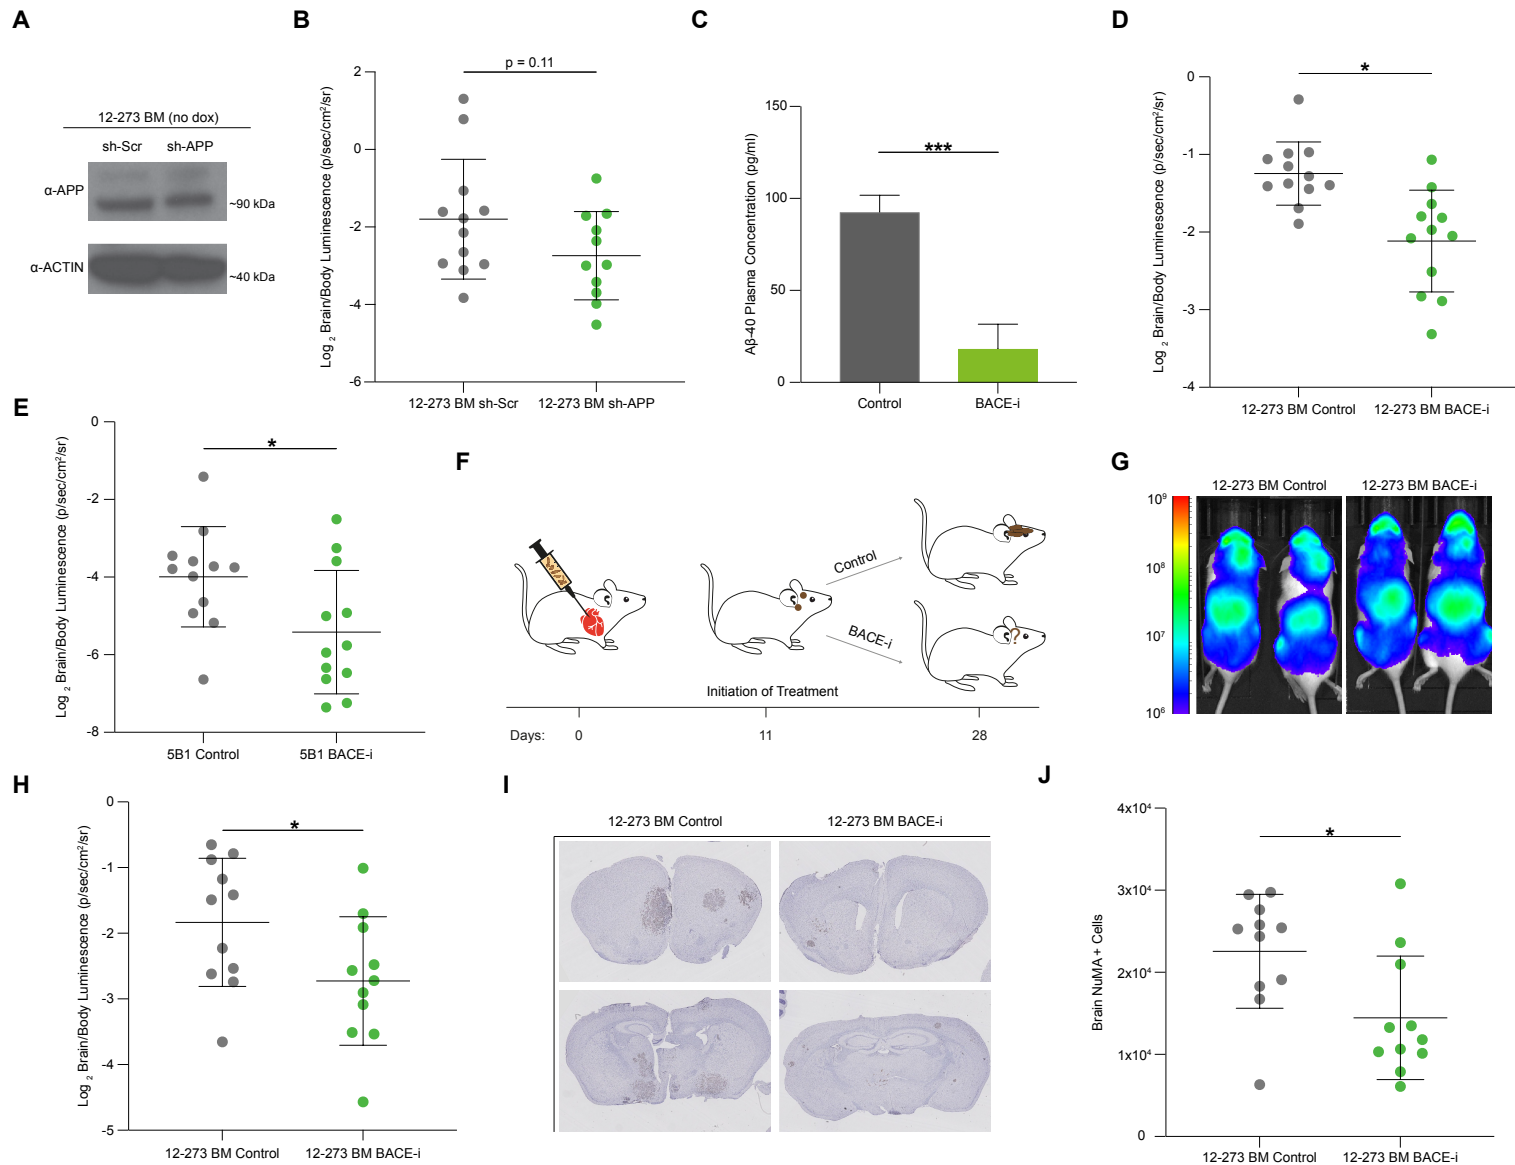 A
12-273 BM (no dox)
sh-Scr sh-APP
α-APP
~90 kDa
α-ACTIN
~40 kDa
B
p = 0.11
Log 2 Brain/Body Luminescence (p/sec/cm²/sr)
2
0
-2
-4
-6
12-273 BM sh-Scr 12-273 BM sh-APP
C
***
Aβ-40 Plasma Concentration (pg/ml)
150
100
50
0
Control BACE-i
D
*
Log 2 Brain/Body Luminescence (p/sec/cm²/sr)
0
-1
-2
-3
-4
12-273 BM Control 12-273 BM BACE-i
E
*
Log 2 Brain/Body Luminescence (p/sec/cm²/sr)
0
-2
-4
-6
-8
5B1 Control 5B1 BACE-i
F
Control
BACE-i
?
Initiation of Treatment
Days: 0 11 28
G
12-273 BM Control 12-273 BM BACE-i
10⁹
10⁸
10⁷
10⁶
H
*
Log 2 Brain/Body Luminescence (p/sec/cm²/sr)
0
-1
-2
-3
-4
-5
12-273 BM Control 12-273 BM BACE-i
I
12-273 BM Control 12-273 BM BACE-i
J
*
Brain NuMA + Cells
4x10⁴
3x10⁴
2x10⁴
1x10⁴
0
12-273 BM Control 12-273 BM BACE-i